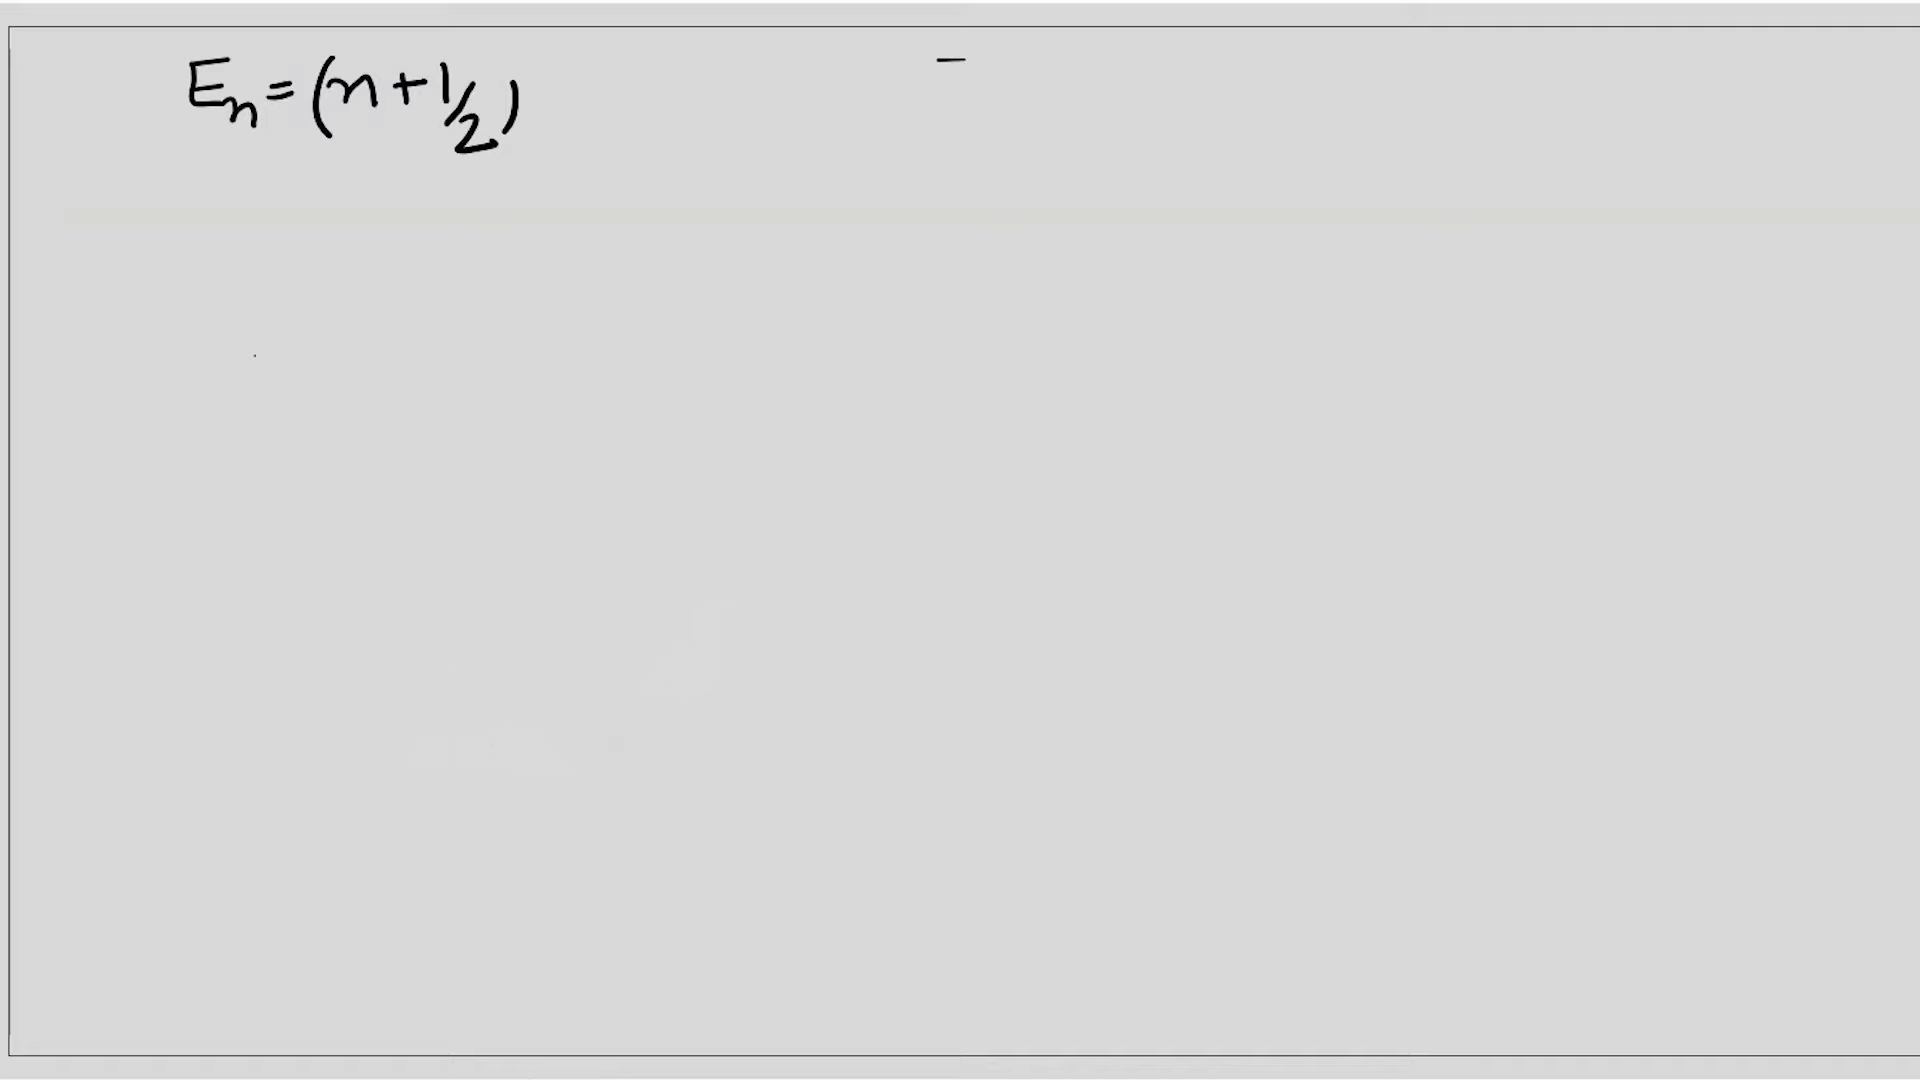 Eₙ = (n + 1/2)